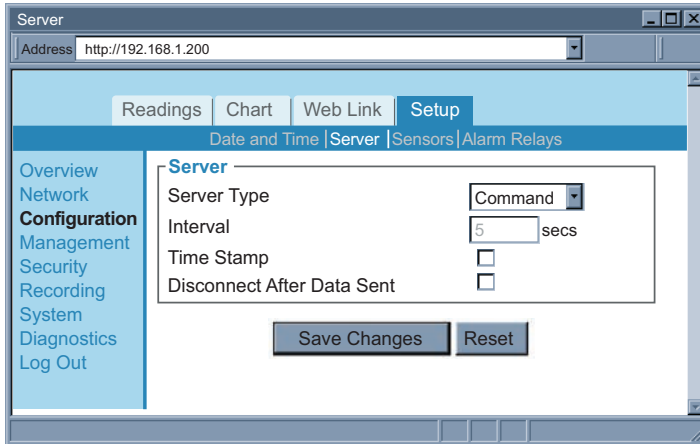 Server
Address http://192.168.1.200
Readings Chart Web Link Setup
Date and Time |Server |Sensors|Alarm Relays
Overview
Network
Configuration
Management
Security
Recording
System
Diagnostics
Log Out
Server
Server Type Command
Interval 5 secs
Time Stamp
Disconnect After Data Sent
Save Changes Reset